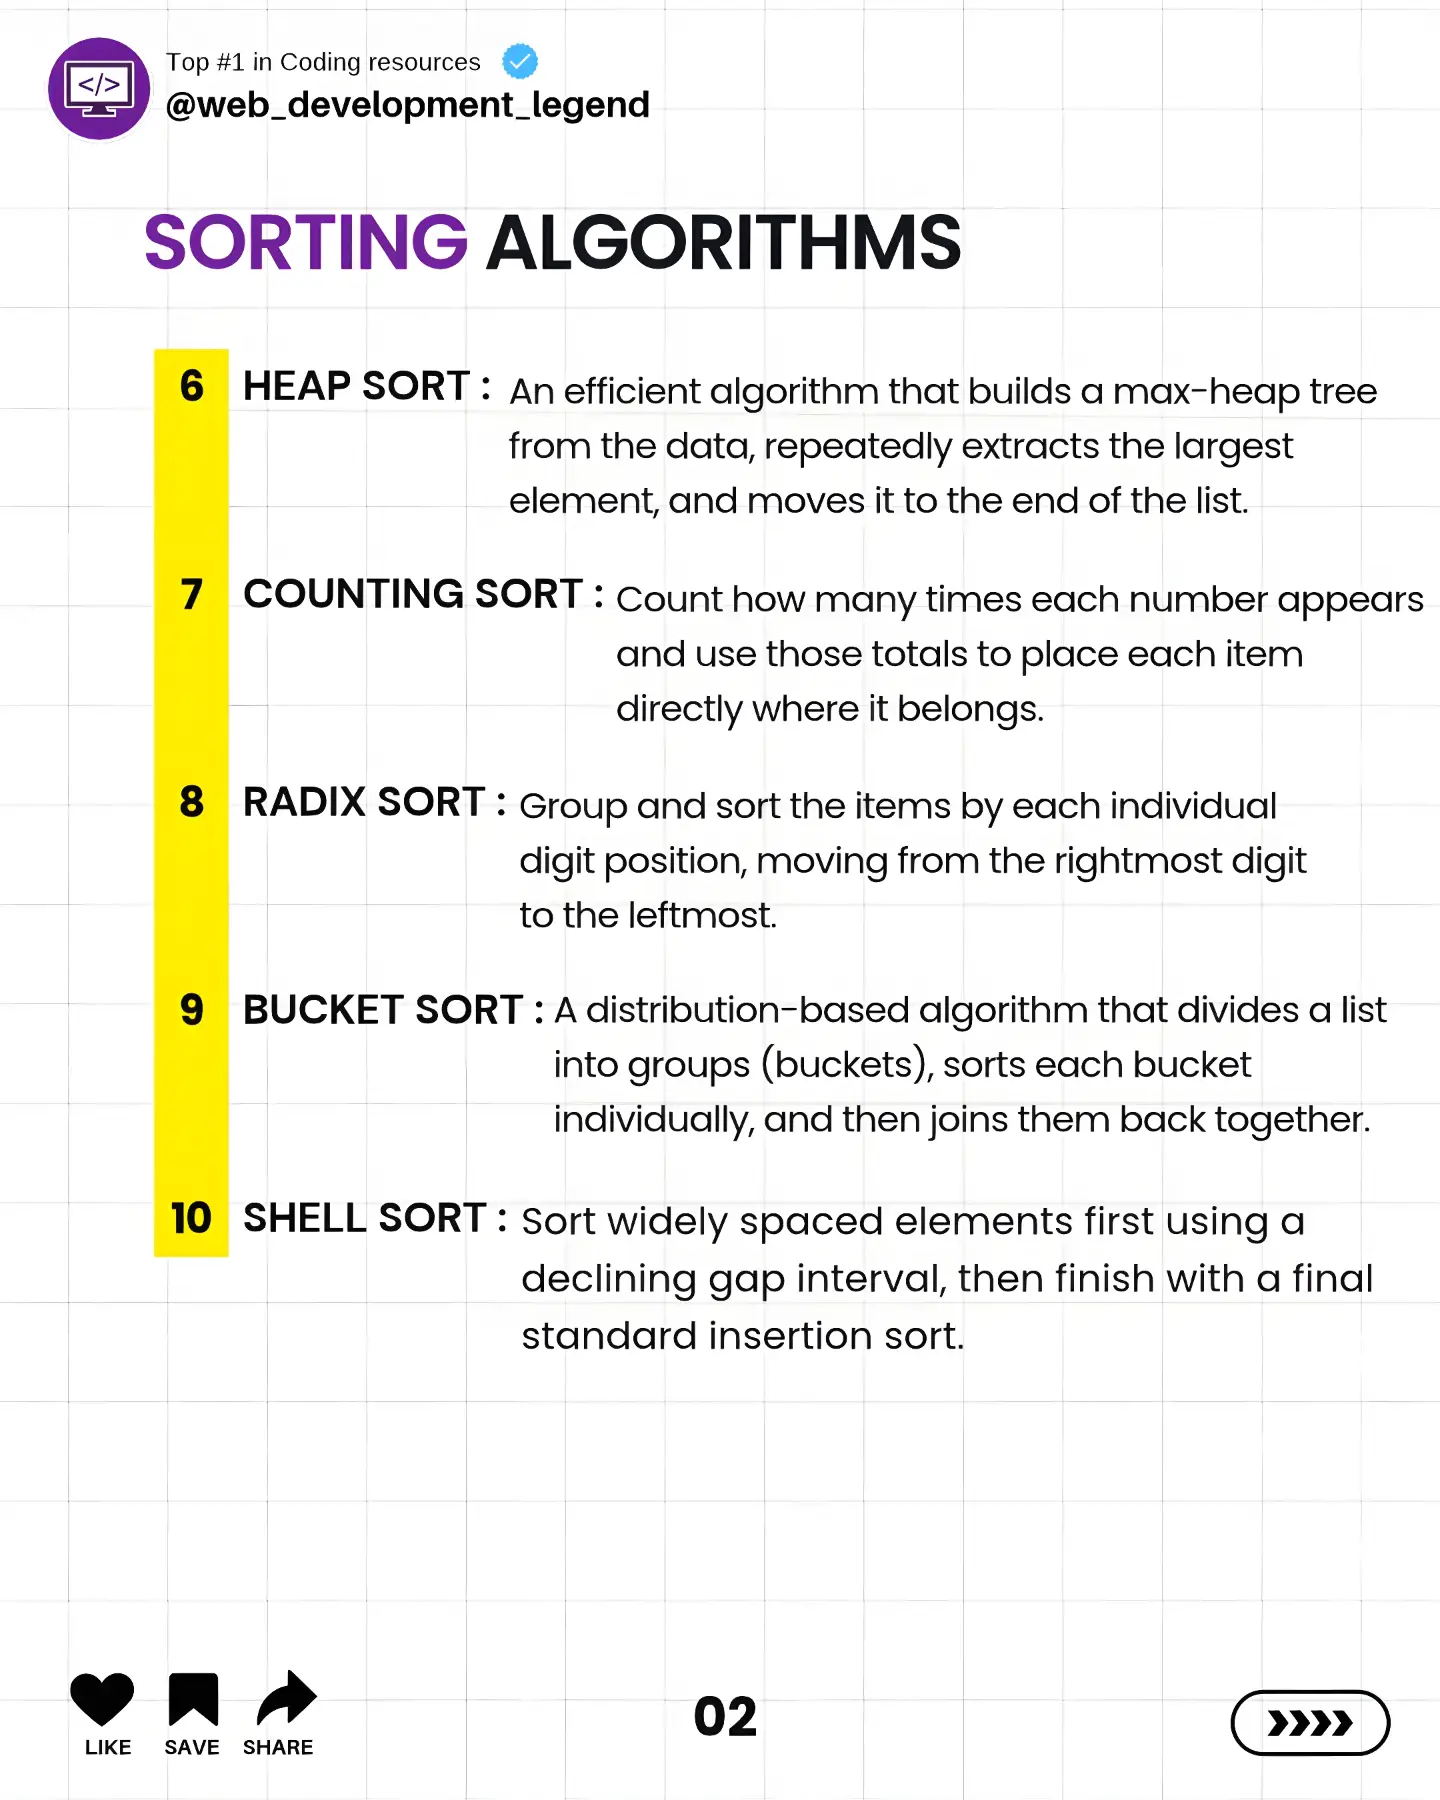 Top #1 in Coding resources
@web_development_legend
</>
SORTING ALGORITHMS
6 HEAP SORT : An efficient algorithm that builds a max-heap tree
from the data, repeatedly extracts the largest
element, and moves it to the end of the list.
7 COUNTING SORT : Count how many times each number appears
and use those totals to place each item
directly where it belongs.
8 RADIX SORT : Group and sort the items by each individual
digit position, moving from the rightmost digit
to the leftmost.
9 BUCKET SORT : A distribution-based algorithm that divides a list
into groups (buckets), sorts each bucket
individually, and then joins them back together.
10 SHELL SORT : Sort widely spaced elements first using a
declining gap interval, then finish with a final
standard insertion sort.
LIKE SAVE SHARE
02